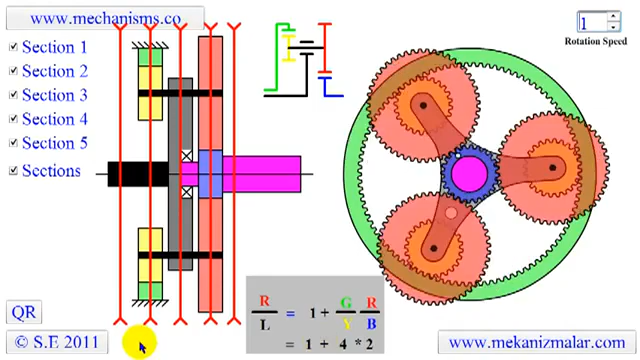 www.mechanisms.co
1
Rotation Speed
Section 1
Section 2
Section 3
Section 4
Section 5
Sections
QR
© S.E 2011
R/L = 1 + G/Y R/B
= 1 + 4 * 2
www.mekanizmalar.com